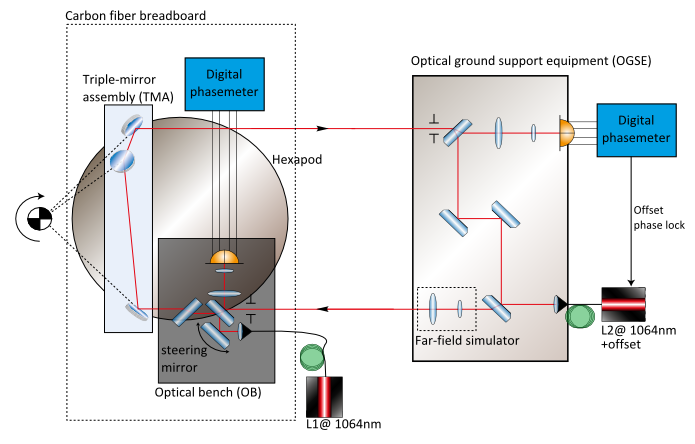 Carbon fiber breadboard
Optical ground support equipment (OGSE)
Triple-mirror
assembly (TMA)
Digital
phasemeter
Digital
phasemeter
Hexapod
Offset
phase lock
steering
mirror
Far-field simulator
L2@ 1064nm
+offset
Optical bench (OB)
L1@ 1064nm